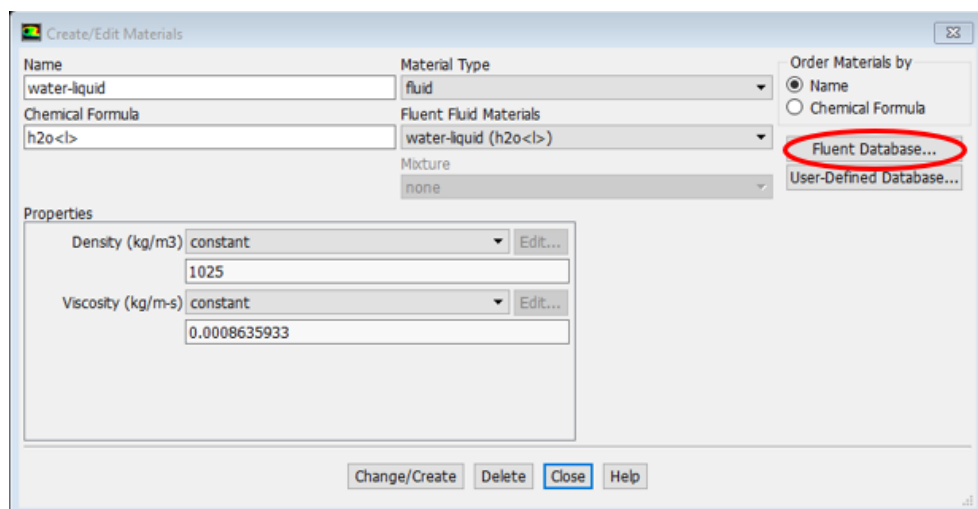 Create/Edit Materials
Name
water-liquid
Chemical Formula
h2o<l>
Material Type
fluid
Fluent Fluid Materials
water-liquid (h2o<l>)
Mixture
none
Order Materials by
Name
Chemical Formula
Fluent Database...
User-Defined Database...
Properties
Density (kg/m3) constant Edit...
1025
Viscosity (kg/m-s) constant Edit...
0.0008635933
Change/Create Delete Close Help